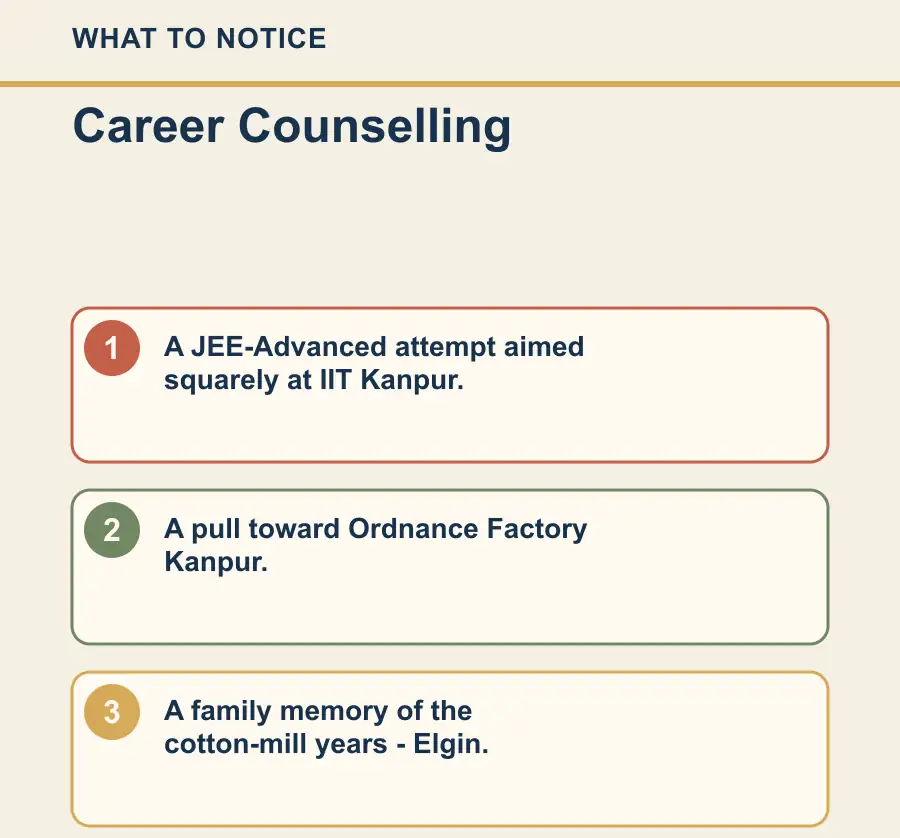 WHAT TO NOTICE
Career Counselling
1
A JEE-Advanced attempt aimed
squarely at IIT Kanpur.
2
A pull toward Ordnance Factory
Kanpur.
3
A family memory of the
cotton-mill years - Elgin.